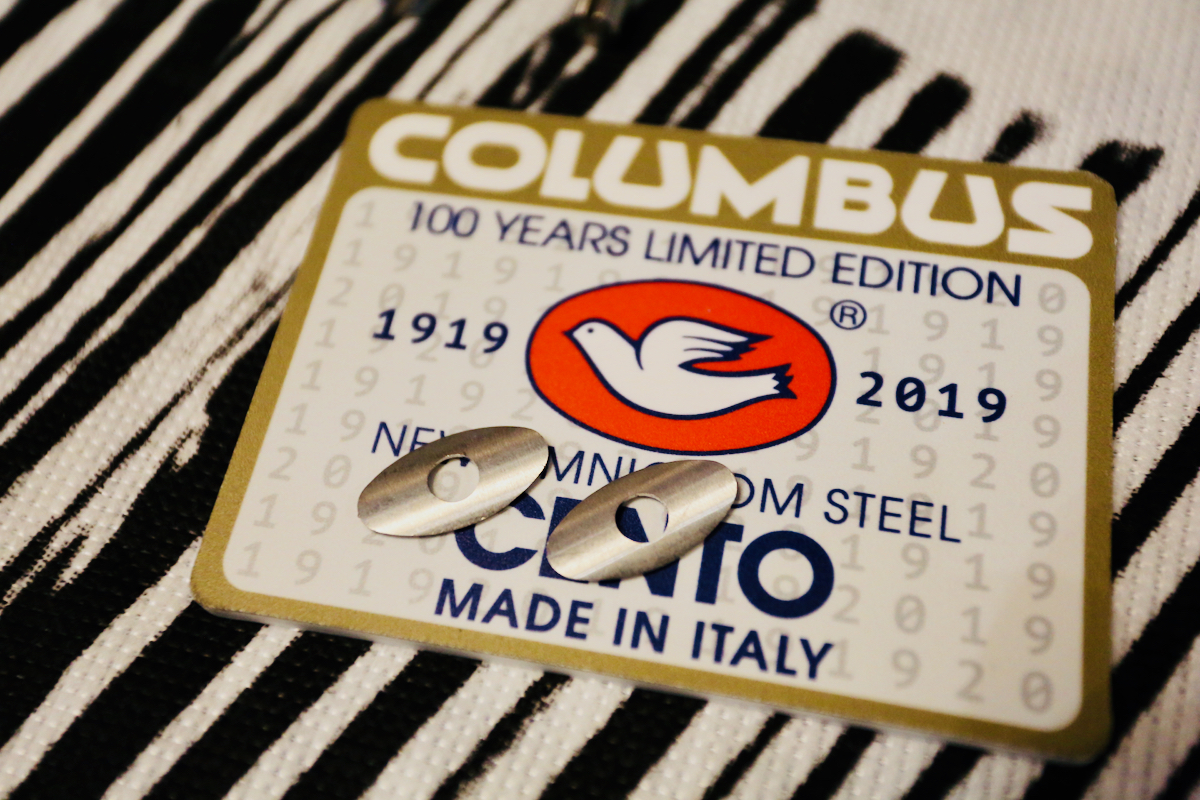 COLUMBUS
100 YEARS LIMITED EDITION
®
1919
2019
STEEL
CENTO
MADE IN ITALY